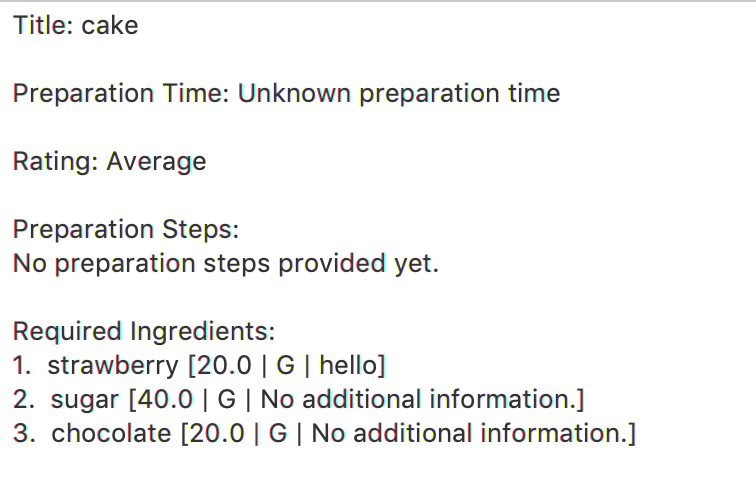 Title: cake
Preparation Time: Unknown preparation time
Rating: Average
Preparation Steps:
No preparation steps provided yet.
Required Ingredients:
1. strawberry [20.0 | G | hello]
2. sugar [40.0 | G | No additional information.]
3. chocolate [20.0 | G | No additional information.]